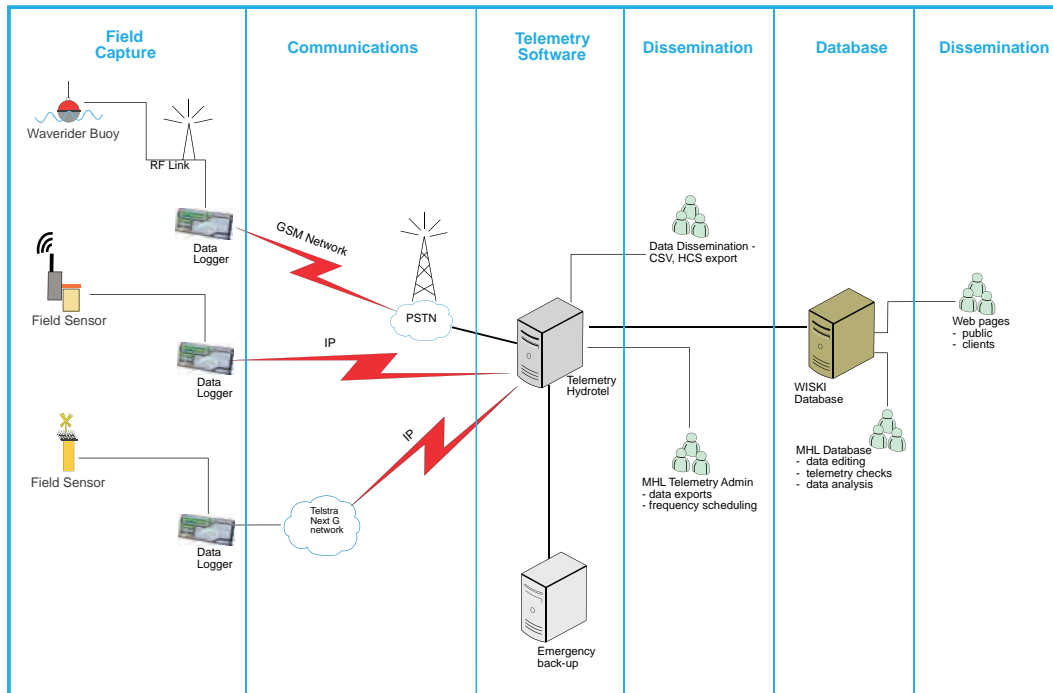 Field
Capture
Communications
Telemetry
Software
Dissemination
Database
Dissemination
Waverider Buoy
RF Link
Data
Logger
GSM Network
PSTN
Field Sensor
Data
Logger
IP
Field Sensor
Data
Logger
Telstra
Next G
network
IP
Telemetry
Hydrotel
Emergency
back-up
Data Dissemination -
CSV, HCS export
MHL Telemetry Admin
- data exports
- frequency scheduling
WISKI
Database
MHL Database
- data editing
- telemetry checks
- data analysis
Web pages
- public
- clients